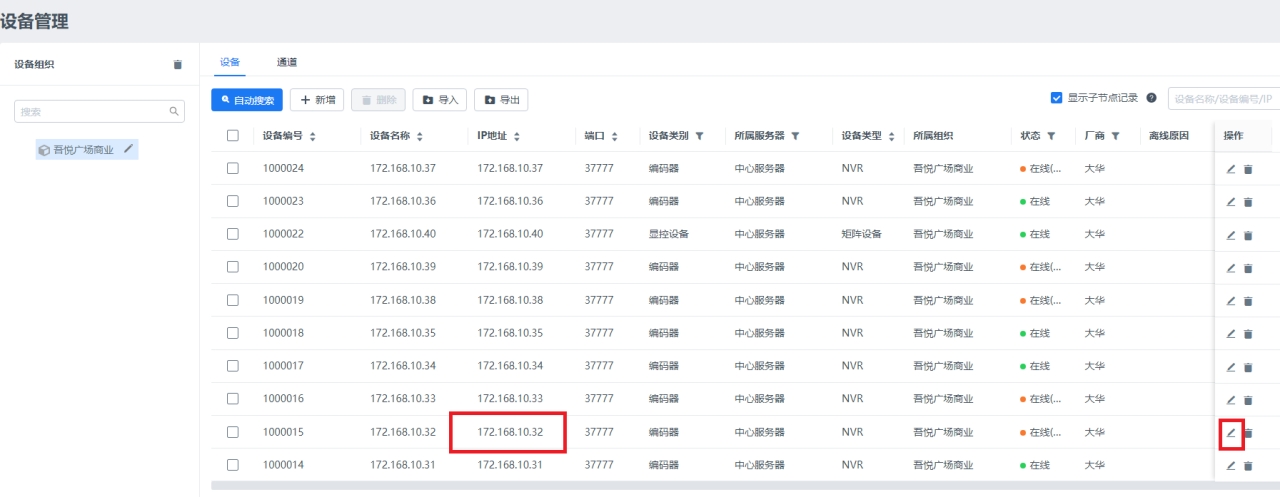 设备管理
设备组织
搜索
吾悦广场商业
设备 通道
自动搜索 新增 删除 导入 导出 显示子节点记录 设备名称/设备编号/IP
设备编号 设备名称 IP地址 端口 设备类别 所属服务器 设备类型 所属组织 状态 厂商 离线原因 操作
1000024 172.168.10.37 172.168.10.37 37777 编码器 中心服务器 NVR 吾悦广场商业 在线(... 大华
1000023 172.168.10.36 172.168.10.36 37777 编码器 中心服务器 NVR 吾悦广场商业 在线 大华
1000022 172.168.10.40 172.168.10.40 37777 显控设备 中心服务器 矩阵设备 吾悦广场商业 在线 大华
1000020 172.168.10.39 172.168.10.39 37777 编码器 中心服务器 NVR 吾悦广场商业 在线(... 大华
1000019 172.168.10.38 172.168.10.38 37777 编码器 中心服务器 NVR 吾悦广场商业 在线(... 大华
1000018 172.168.10.35 172.168.10.35 37777 编码器 中心服务器 NVR 吾悦广场商业 在线 大华
1000017 172.168.10.34 172.168.10.34 37777 编码器 中心服务器 NVR 吾悦广场商业 在线 大华
1000016 172.168.10.33 172.168.10.33 37777 编码器 中心服务器 NVR 吾悦广场商业 在线(... 大华
1000015 172.168.10.32 172.168.10.32 37777 编码器 中心服务器 NVR 吾悦广场商业 在线(... 大华
1000014 172.168.10.31 172.168.10.31 37777 编码器 中心服务器 NVR 吾悦广场商业 在线 大华